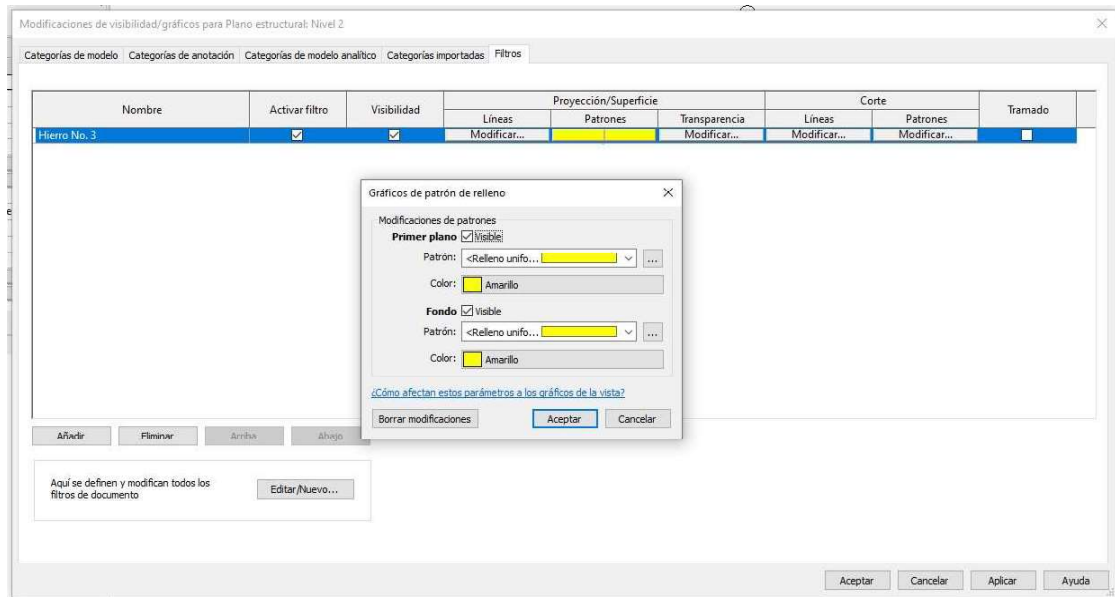 Modificaciones de visibilidad/gráficos para Plano estructural: Nivel 2
Categorías de modelo Categorías de anotación Categorías de modelo analítico Categorías importadas Filtros
Nombre Activar filtro Visibilidad Proyección/Superficie Corte Tramado
Líneas Patrones Transparencia Líneas Patrones
Hierro No. 3 Modificar... Modificar... Modificar... Modificar...
Gráficos de patrón de relleno
Modificaciones de patrones
Primer plano Visible
Patrón: <Relleno unifo... ...
Color: Amarillo
Fondo Visible
Patrón: <Relleno unifo... ...
Color: Amarillo
¿Cómo afectan estos parámetros a los gráficos de la vista?
Borrar modificaciones Aceptar Cancelar
Añadir Eliminar Arriba Abajo
Aquí se definen y modifican todos los
filtros de documento
Editar/Nuevo...
Aceptar Cancelar Aplicar Ayuda